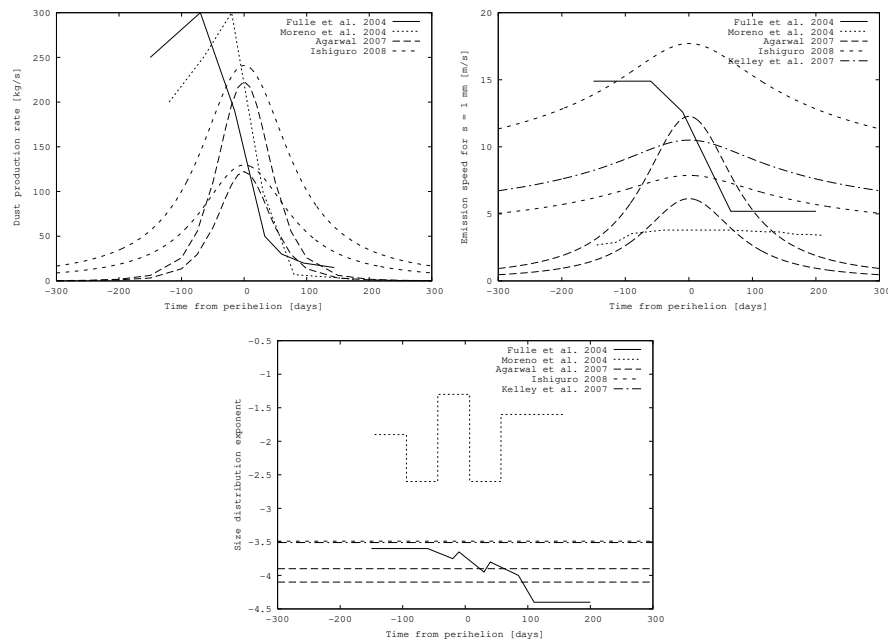 Dust production rate [kg/s]
300
250
200
150
100
50
0
-300
-200
-100
0
100
200
300
Time from perihelion [days]
Fulle et al. 2004
Moreno et al. 2004
Agarwal 2007
Ishiguro 2008
Emission speed for s = 1 mm [m/s]
20
15
10
5
0
-300
-200
-100
0
100
200
300
Time from perihelion [days]
Fulle et al. 2004
Moreno et al. 2004
Agarwal 2007
Ishiguro 2008
Kelley et al. 2007
Size distribution exponent
-0.5
-1
-1.5
-2
-2.5
-3
-3.5
-4
-4.5
-300
-200
-100
0
100
200
300
Time from perihelion [days]
Fulle et al. 2004
Moreno et al. 2004
Agarwal et al. 2007
Ishiguro 2008
Kelley et al. 2007